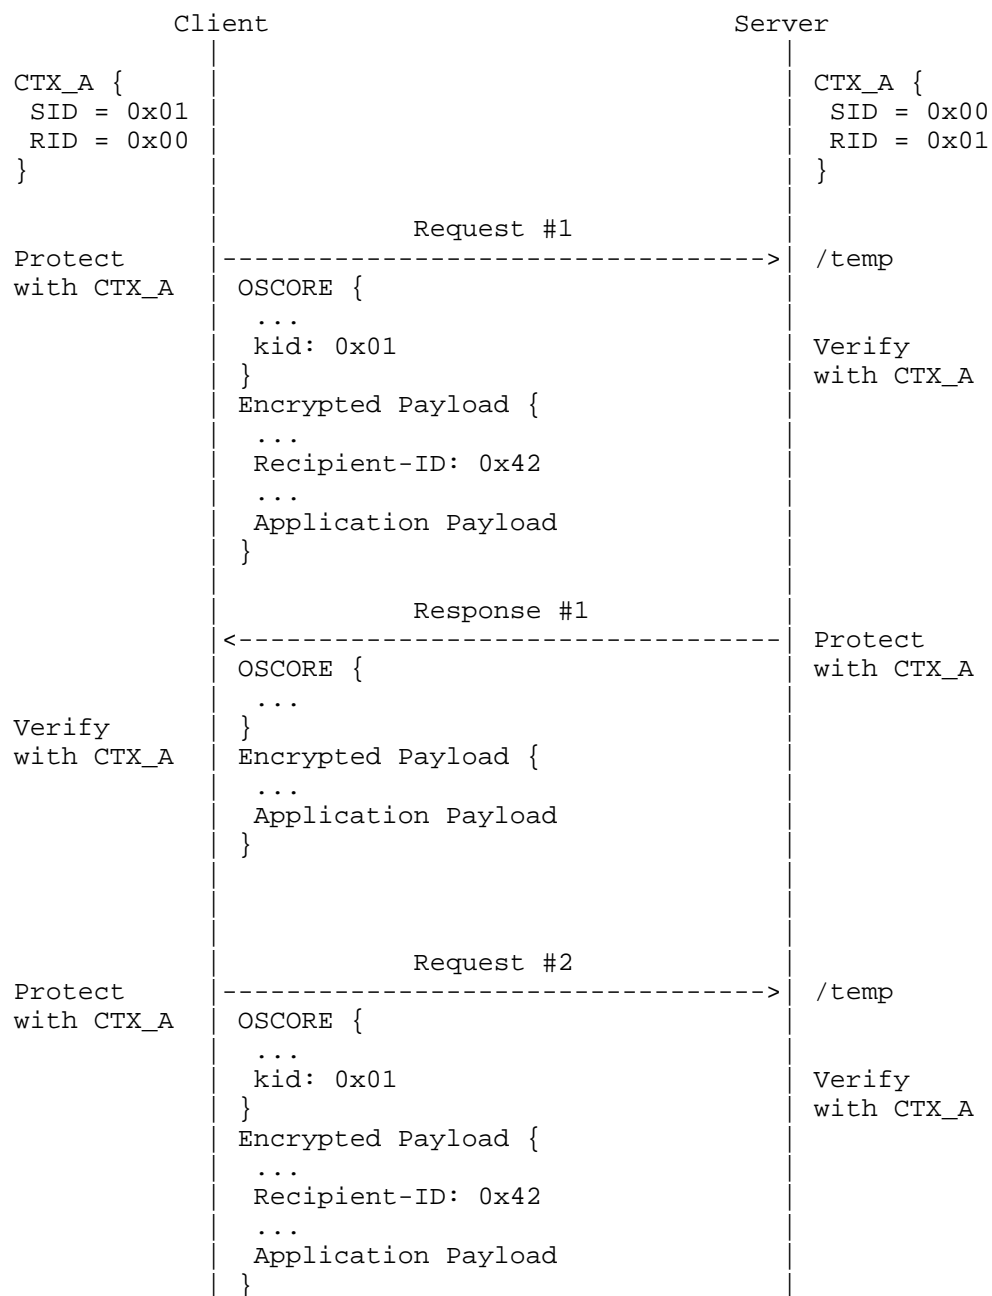 Client                             Server
CTX_A {                            CTX_A {
SID = 0x01                         SID = 0x00
RID = 0x00                         RID = 0x01
}                                  }
Request #1
Protect |---------------------------------->| /temp
with CTX_A | OSCORE { |
| ... |
| kid: 0x01 | Verify
| } | with CTX_A
| Encrypted Payload { |
| ... |
| Recipient-ID: 0x42 |
| ... |
| Application Payload |
| } |
Response #1
|<----------------------------------| Protect
| OSCORE { | with CTX_A
| ... |
Verify | } |
with CTX_A | Encrypted Payload { |
| ... |
| Application Payload |
| } |
Request #2
Protect |---------------------------------->| /temp
with CTX_A | OSCORE { |
| ... |
| kid: 0x01 | Verify
| } | with CTX_A
| Encrypted Payload { |
| ... |
| Recipient-ID: 0x42 |
| ... |
| Application Payload |
| } |